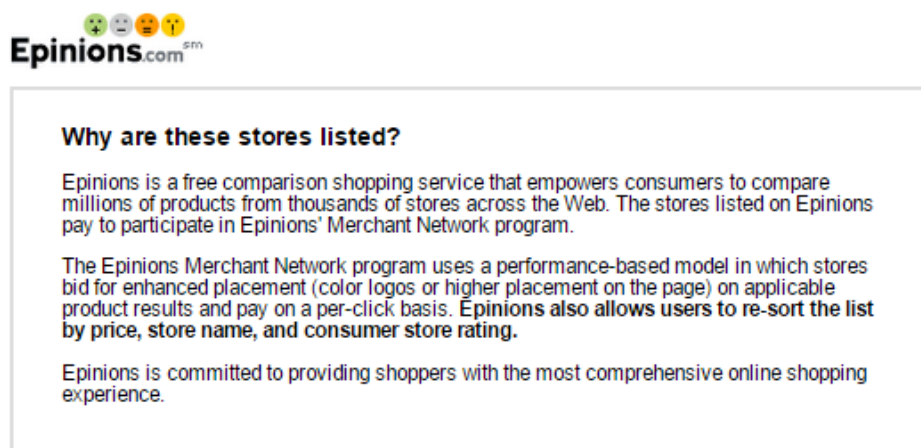 Epinions.com sm
Why are these stores listed?
Epinions is a free comparison shopping service that empowers consumers to compare
millions of products from thousands of stores across the Web. The stores listed on Epinions
pay to participate in Epinions' Merchant Network program.
The Epinions Merchant Network program uses a performance-based model in which stores
bid for enhanced placement (color logos or higher placement on the page) on applicable
product results and pay on a per-click basis. Epinions also allows users to re-sort the list
by price, store name, and consumer store rating.
Epinions is committed to providing shoppers with the most comprehensive online shopping
experience.